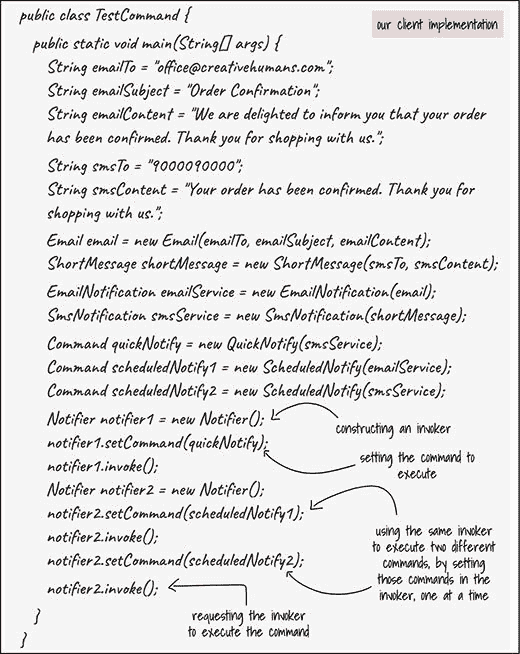 public class TestCommand {
our client implementation
public static void main(String[] args) {
String emailTo = "office@creativehumans.com";
String emailSubject = "Order Confirmation";
String emailContent = "We are delighted to inform you that your order
has been confirmed. Thank you for shopping with us.";
String smsTo = "9000090000";
String smsContent = "Your order has been confirmed. Thank you for
shopping with us.";
Email email = new Email(emailTo, emailSubject, emailContent);
ShortMessage shortMessage = new ShortMessage(smsTo, smsContent);
EmailNotification emailService = new EmailNotification(email);
SmsNotification smsService = new SmsNotification(shortMessage);
Command quickNotify = new QuickNotify(smsService);
Command scheduledNotify1 = new ScheduledNotify(emailService);
Command scheduledNotify2 = new ScheduledNotify(smsService);
Notifier notifier1 = new Notifier();
constructing an invoker
notifier1.setCommand(quickNotify);
setting the command to
execute
notifier1.invoke();
Notifier notifier2 = new Notifier();
notifier2.setCommand(scheduledNotify1);
notifier2.invoke();
notifier2.setCommand(scheduledNotify2);
using the same invoker
to execute two different
commands, by setting
those commands in the
invoker, one at a time
notifier2.invoke();
requesting the invoker
to execute the command
}
}